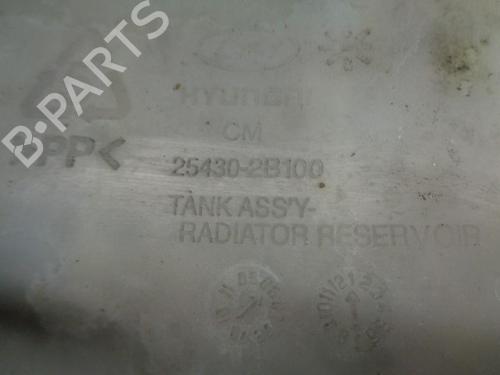 B-PARTS
HYUNDAI
CM
>PP<
25430-2B100
TANK ASS'Y-
RADIATOR RESERVOIR